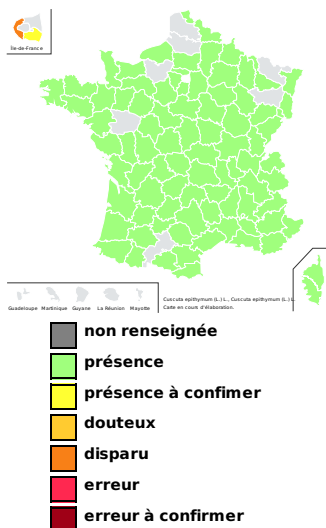 Île-de-France
Guadeloupe Martinique Guyane La Réunion Mayotte
Cuscuta epithymum (L.) L., Cuscuta epithymum (L.) L.
Carte en cours d'élaboration.
non renseignée
présence
présence à confimer
douteux
disparu
erreur
erreur à confirmer